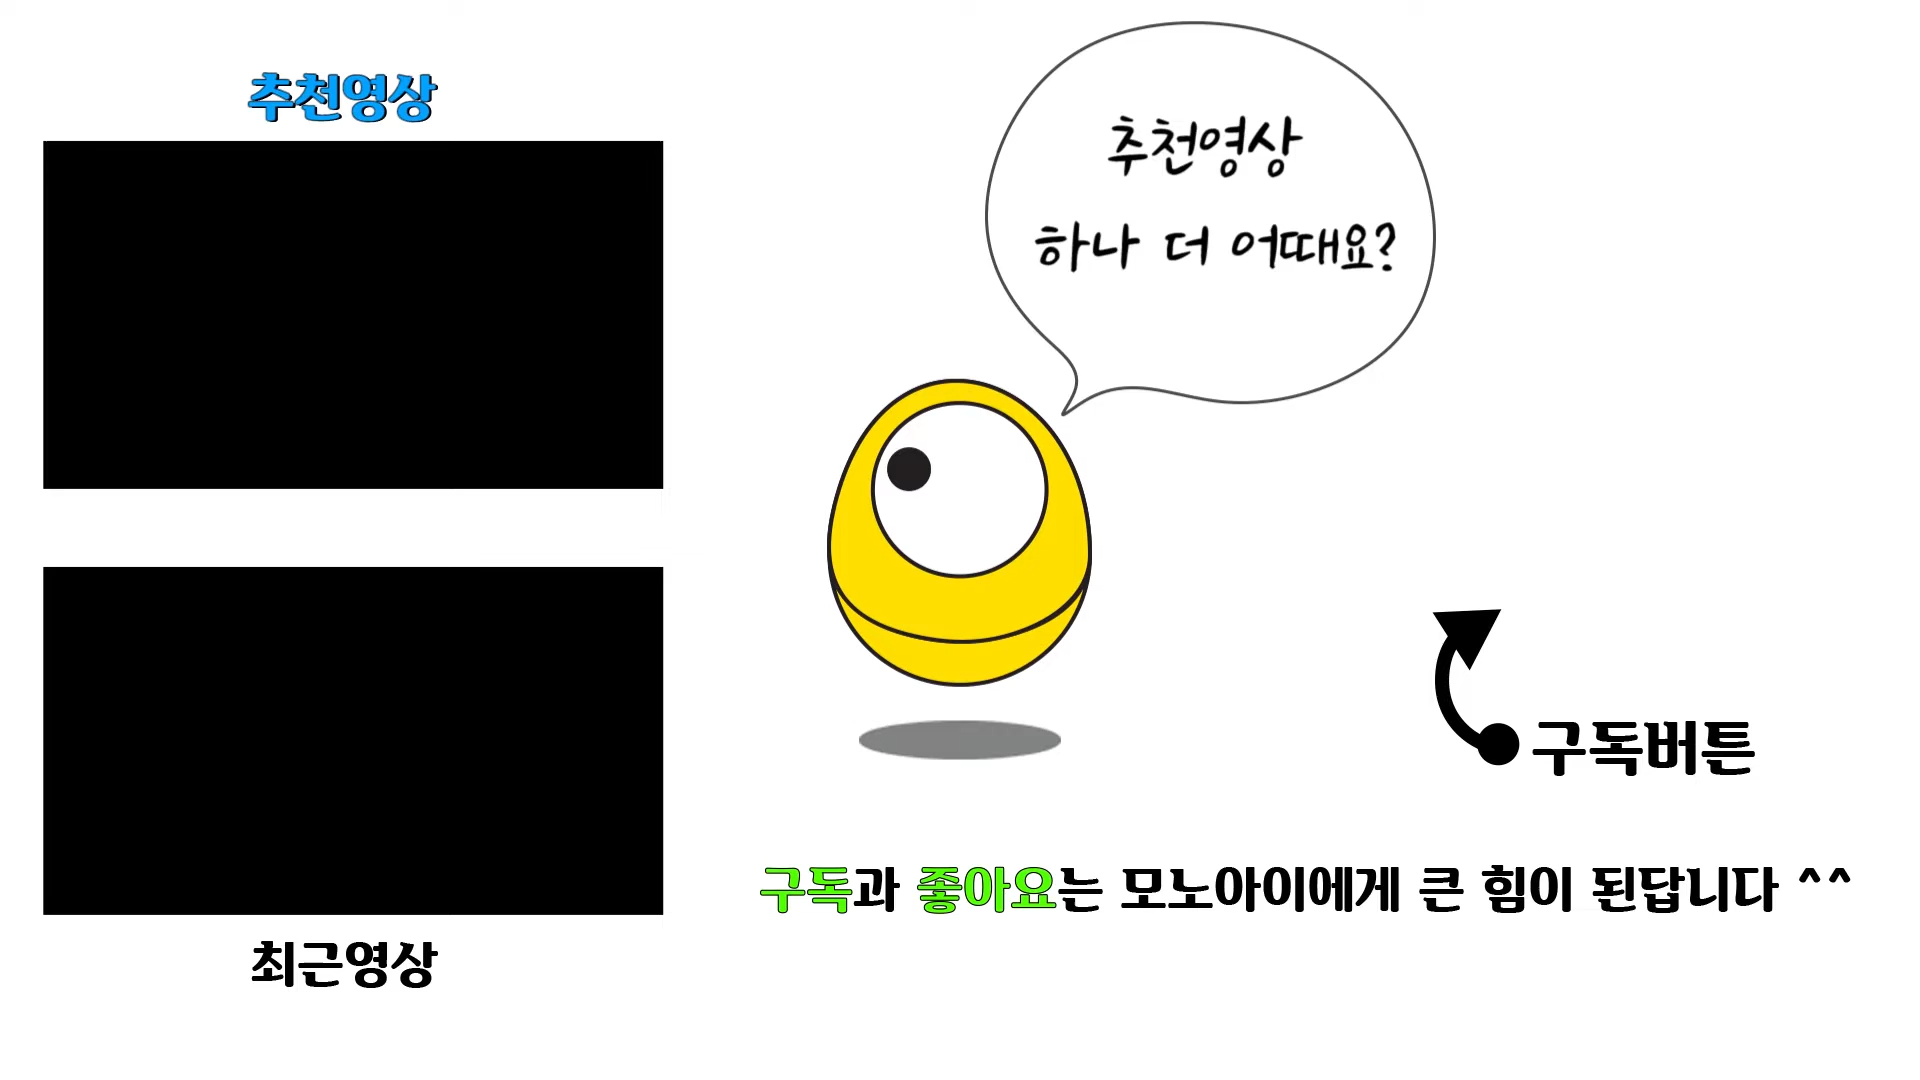 추천영상
추천영상
하나 더 어때요?
구독버튼
구독과 좋아요는 모노아이에게 큰 힘이 된답니다 ^^
최근영상